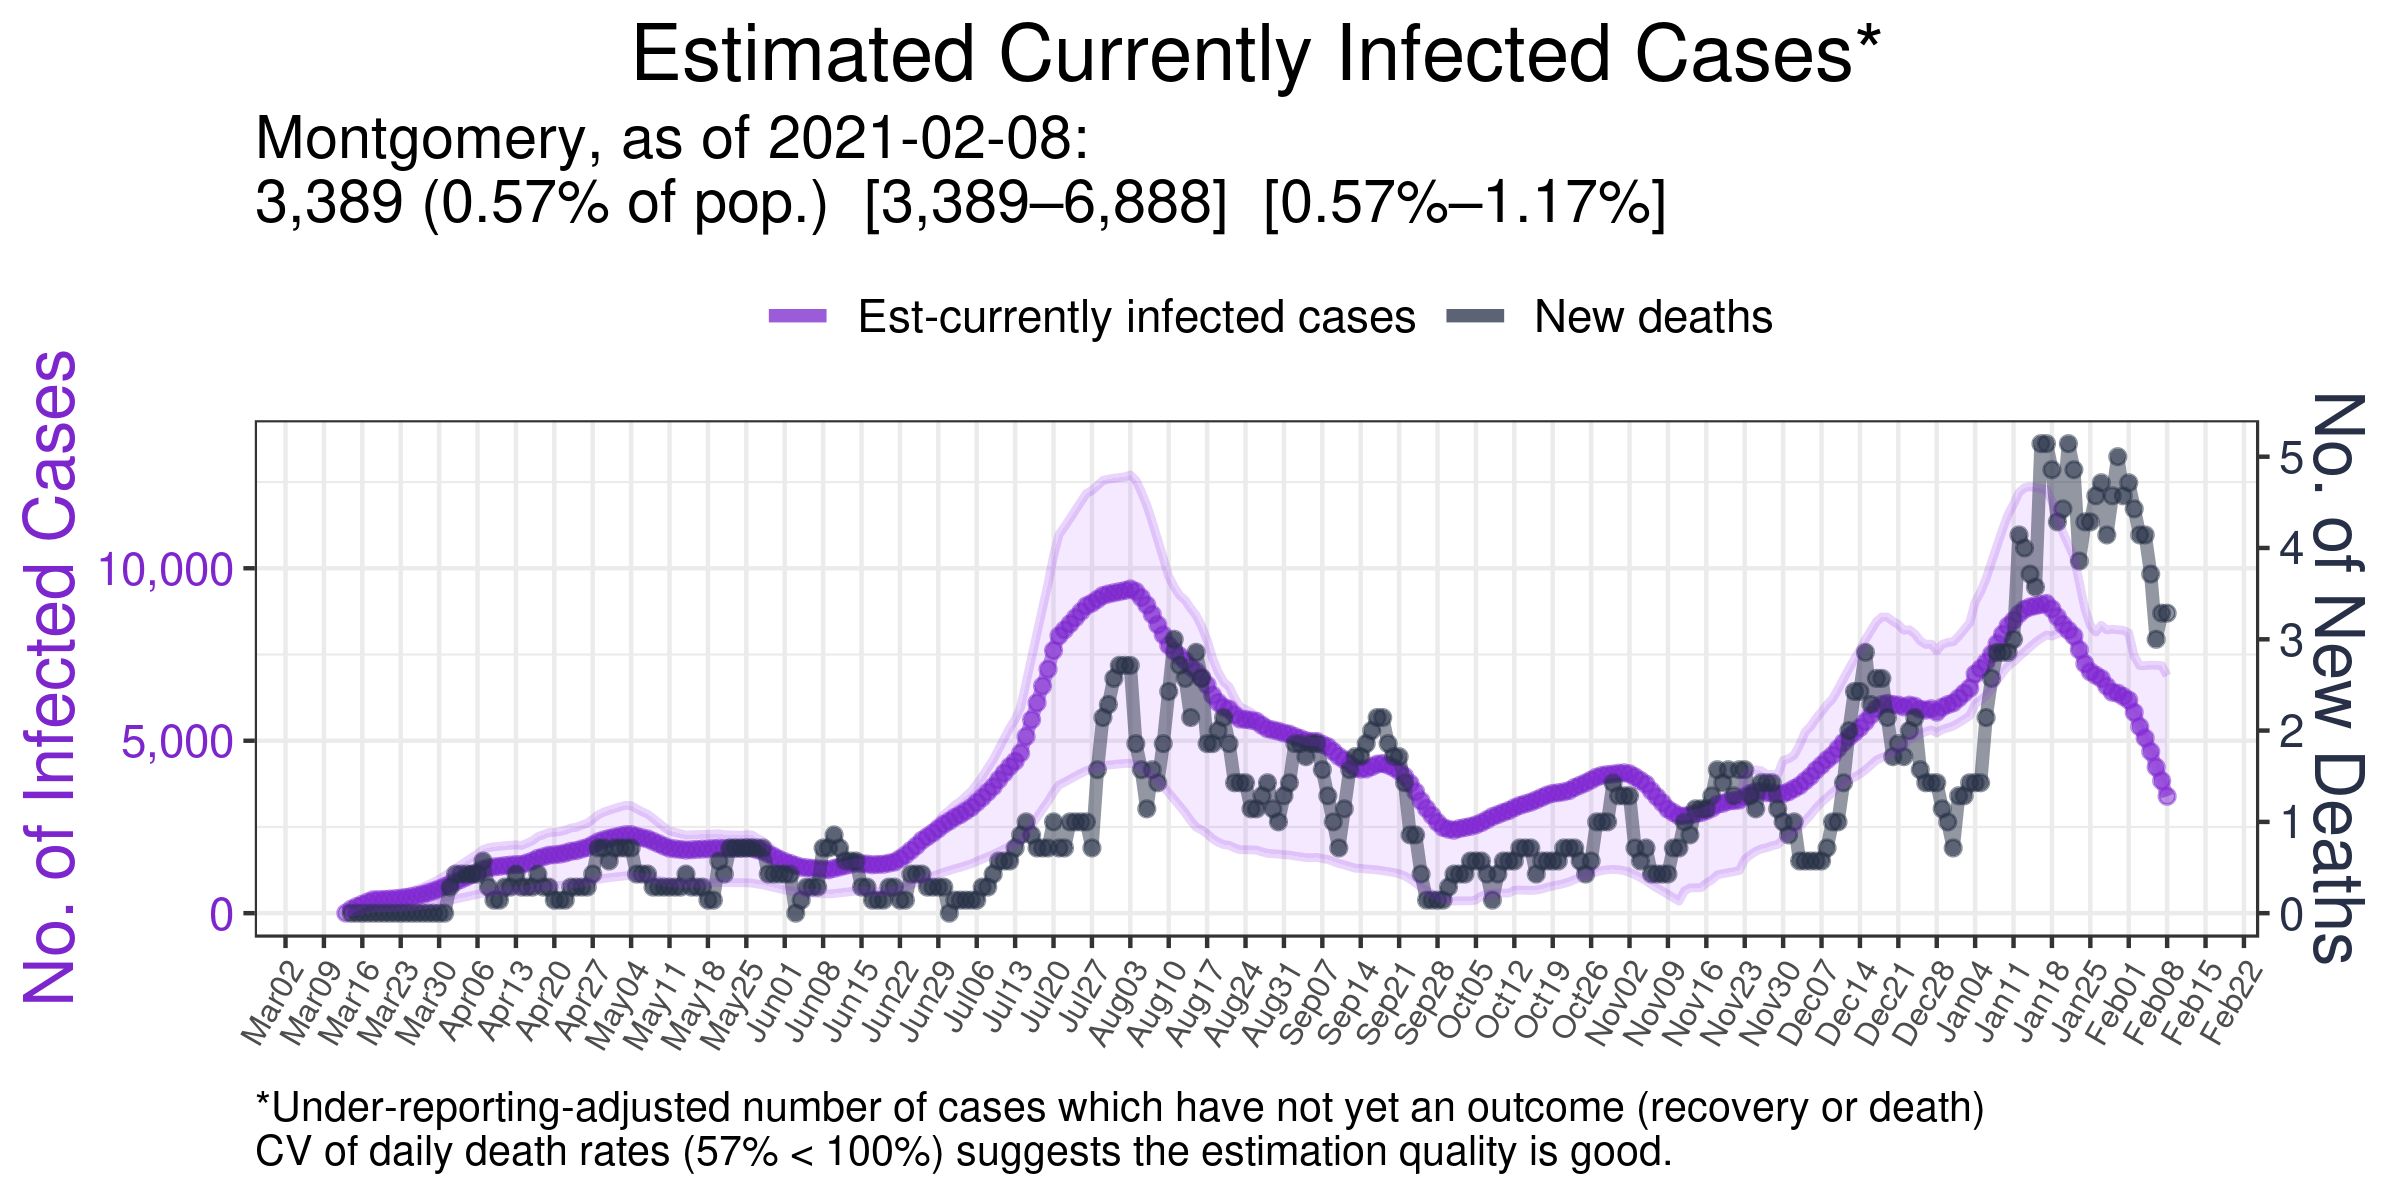 Estimated Currently Infected Cases*
Montgomery, as of 2021-02-08:
3,389 (0.57% of pop.)  [3,389–6,888]  [0.57%–1.17%]
Est-currently infected cases
New deaths
No. of Infected Cases
10,000
5,000
0
5
4
3
2
1
0
No. of New Deaths
Mar02
Mar09
Mar16
Mar23
Mar30
Apr06
Apr13
Apr20
Apr27
May04
May11
May18
May25
Jun01
Jun08
Jun15
Jun22
Jun29
Jul06
Jul13
Jul20
Jul27
Aug03
Aug10
Aug17
Aug24
Aug31
Sep07
Sep14
Sep21
Sep28
Oct05
Oct12
Oct19
Oct26
Nov02
Nov09
Nov16
Nov23
Nov30
Dec07
Dec14
Dec21
Dec28
Jan04
Jan11
Jan18
Jan25
Feb01
Feb08
Feb15
Feb22
*Under-reporting-adjusted number of cases which have not yet an outcome (recovery or death)
CV of daily death rates (57% < 100%) suggests the estimation quality is good.